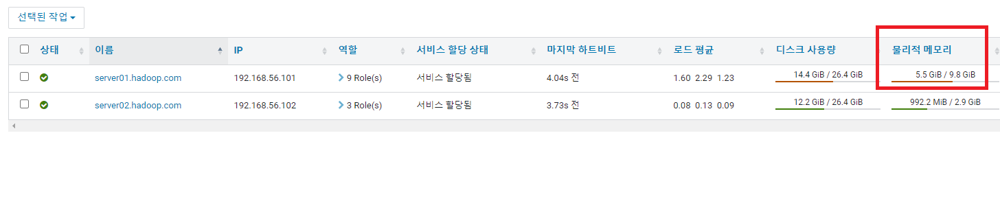 선택된 작업
상태 이름 IP 역할 서비스 할당 상태 마지막 하트비트 로드 평균 디스크 사용량 물리적 메모리
server01.hadoop.com 192.168.56.101 9 Role(s) 서비스 할당됨 4.04s 전 1.60 2.29 1.23 14.4 GiB / 26.4 GiB 5.5 GiB / 9.8 GiB
server02.hadoop.com 192.168.56.102 3 Role(s) 서비스 할당됨 3.73s 전 0.08 0.13 0.09 12.2 GiB / 26.4 GiB 992.2 MiB / 2.9 GiB